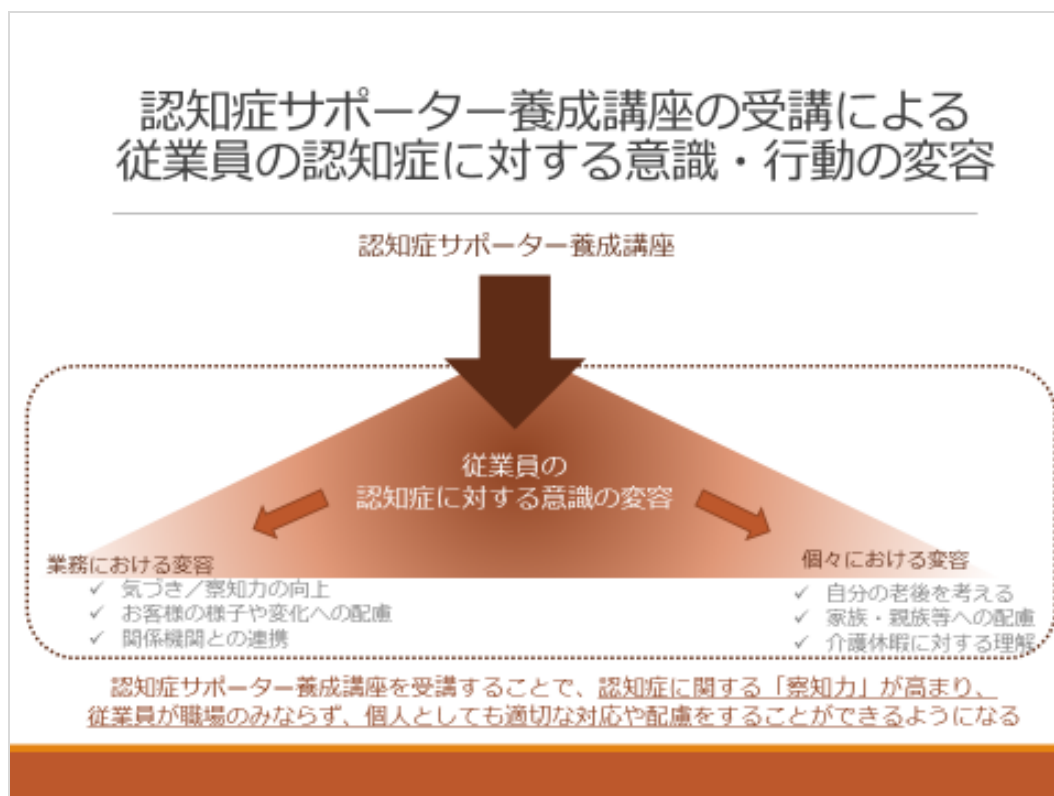 認知症サポーター養成講座の受講による
従業員の認知症に対する意識・行動の変容
認知症サポーター養成講座
従業員の
認知症に対する意識の変容
業務における変容
✓ 気づき／察知力の向上
✓ お客様の様子や変化への配慮
✓ 関係機関との連携
個々における変容
✓ 自分の老後を考える
✓ 家族・親族等への配慮
✓ 介護休暇に対する理解
認知症サポーター養成講座を受講することで、認知症に関する「察知力」が高まり、
従業員が職場のみならず、個人としても適切な対応や配慮をすることができるようになる